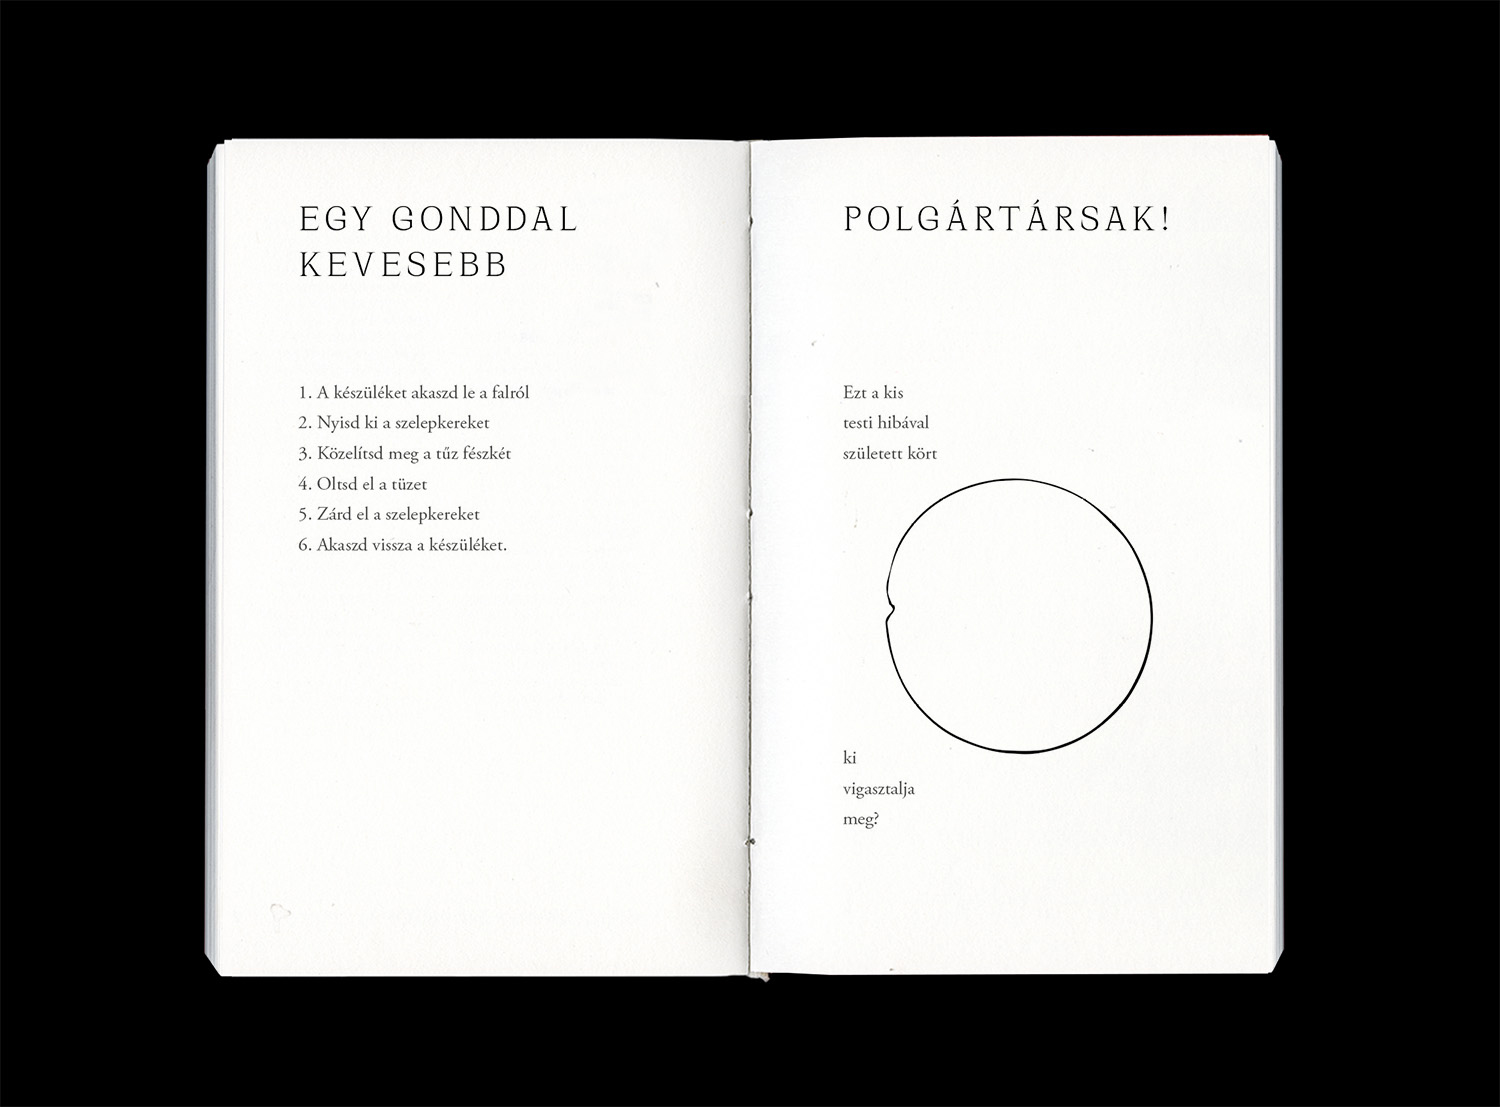 EGY GONDDAL
KEVESEBB
1. A készüléket akaszd le a falról
2. Nyisd ki a szelepkereket
3. Közelítsd meg a tűz fészkét
4. Oltsd el a tüzet
5. Zárd el a szelepkereket
6. Akaszd vissza a készüléket.
POLGÁRTÁRSAK!
Ezt a kis
testi hibával
született kört
ki
vigasztalja
meg?